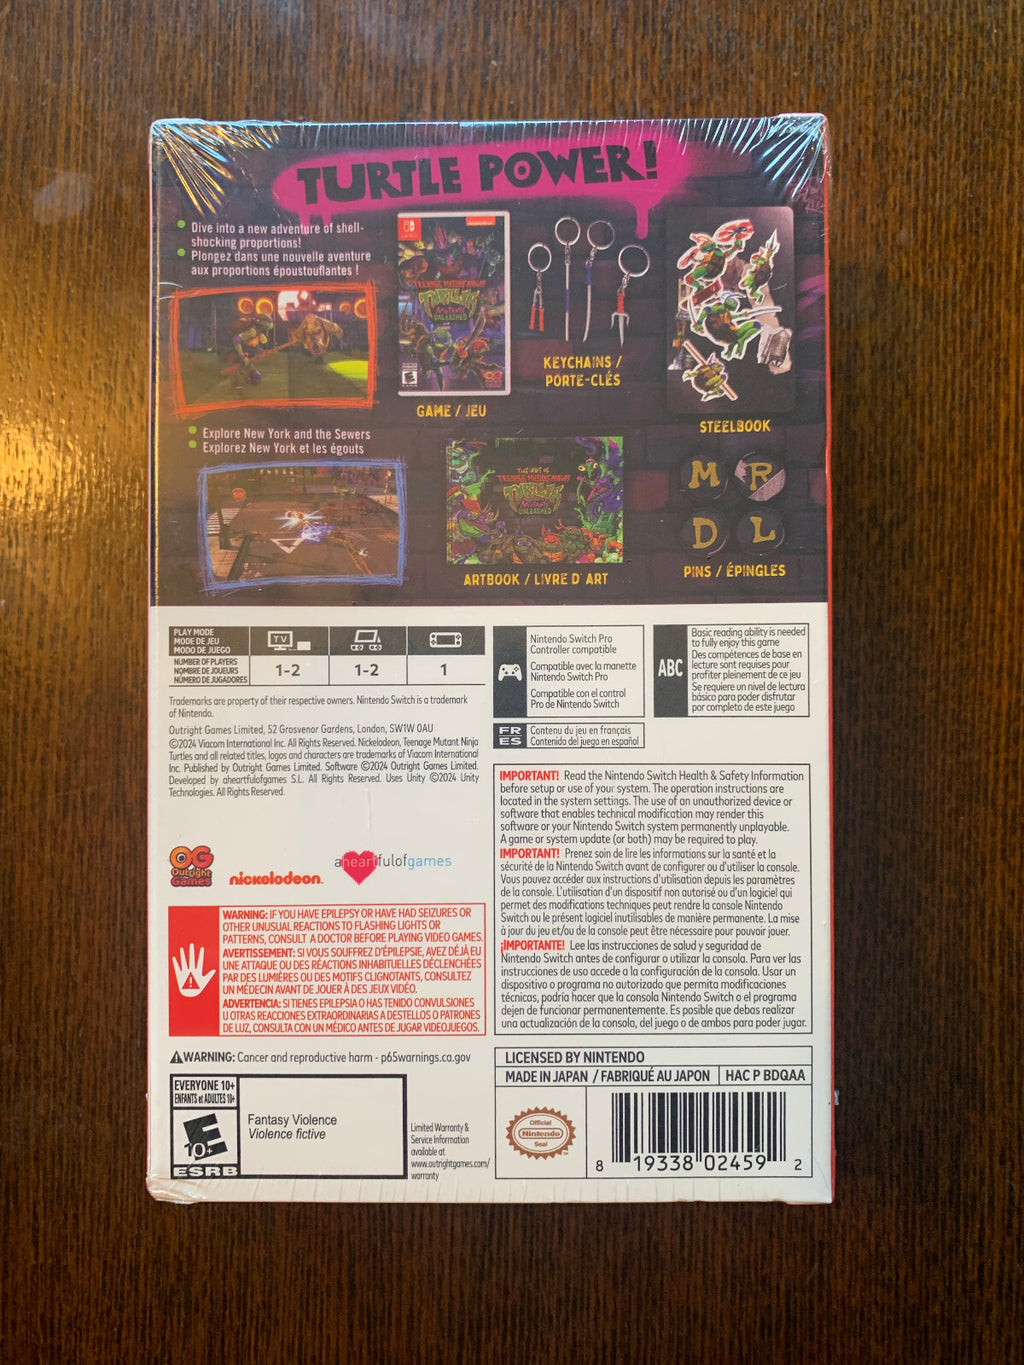 TURTLE POWER!
Dive into a new adventure of shell-
shocking proportions!
Plongez dans une nouvelle aventure
aux proportions époustouflantes !
TEENAGE MUTANT NINJA
TURTLES
MUTANTS
UNLEASHED
GAME / JEU
KEYCHAINS /
PORTE-CLÉS
STEELBOOK
Explore New York and the Sewers
Explorez New York et les égouts
THE ART OF
TEENAGE MUTANT NINJA
TURTLES
MUTANTS
UNLEASHED
ARTBOOK / LIVRE D'ART
M R
D L
PINS / ÉPINGLES
PLAY MODE
MODE DE JEU
MODO DE JUEGO
TV
NUMBER OF PLAYERS
NOMBRE DE JOUEURS
NÚMERO DE JUGADORES
1-2 1-2 1
Nintendo Switch Pro
Controller compatible
Compatible avec la manette
Nintendo Switch Pro
Compatible con el control
Pro de Nintendo Switch
ABC
Basic reading ability is needed
to fully enjoy this game
Des compétences de base en
lecture sont requises pour
profiter pleinement de ce jeu
Se requiere un nivel de lectura
básico para poder disfrutar
por completo de este juego
FR
ES
Contenu du jeu en français
Contenido del juego en español
Trademarks are property of their respective owners. Nintendo Switch is a trademark
of Nintendo.
Outright Games Limited, 52 Grosvenor Gardens, London, SW1W 0AU
©2024 Viacom International Inc. All Rights Reserved. Nickelodeon, Teenage Mutant Ninja
Turtles and all related titles, logos and characters are trademarks of Viacom International
Inc. Published by Outright Games Limited. Software ©2024 Outright Games Limited.
Developed by aheartfulofgames S.L. All Rights Reserved. Uses Unity ©2024 Unity
Technologies. All Rights Reserved.
OG
Outright
Games
nickelodeon
aheartfulofgames
IMPORTANT! Read the Nintendo Switch Health & Safety Information
before setup or use of your system. The operation instructions are
located in the system settings. The use of an unauthorized device or
software that enables technical modification may render this
software or your Nintendo Switch system permanently unplayable.
A game or system update (or both) may be required to play.
IMPORTANT! Prenez soin de lire les informations sur la santé et la
sécurité de la Nintendo Switch avant de configurer ou d'utiliser la console.
Vous pouvez accéder aux instructions d'utilisation depuis les paramètres
de la console. L'utilisation d'un dispositif non autorisé ou d'un logiciel qui
permet des modifications techniques peut rendre la console Nintendo
Switch ou le présent logiciel inutilisables de manière permanente. La mise
à jour du jeu et/ou de la console peut être nécessaire pour pouvoir jouer.
¡IMPORTANTE! Lee las instrucciones de salud y seguridad de
Nintendo Switch antes de configurar o utilizar la consola. Para ver las
instrucciones de uso accede a la configuración de la consola. Usar un
dispositivo o programa no autorizado que permita modificaciones
técnicas, podría hacer que la consola Nintendo Switch o el programa
dejen de funcionar permanentemente. Es posible que debas realizar
una actualización de la consola, del juego o de ambos para poder jugar.
WARNING: IF YOU HAVE EPILEPSY OR HAVE HAD SEIZURES OR
OTHER UNUSUAL REACTIONS TO FLASHING LIGHTS OR
PATTERNS, CONSULT A DOCTOR BEFORE PLAYING VIDEO GAMES.
AVERTISSEMENT: SI VOUS SOUFFREZ D'ÉPILEPSIE, AVEZ DÉJÀ EU
UNE ATTAQUE OU DES RÉACTIONS INHABITUELLES DÉCLENCHÉES
PAR DES LUMIÈRES OU DES MOTIFS CLIGNOTANTS, CONSULTEZ
UN MÉDECIN AVANT DE JOUER À DES JEUX VIDÉO.
ADVERTENCIA: SI TIENES EPILEPSIA O HAS TENIDO CONVULSIONES
U OTRAS REACCIONES EXTRAORDINARIAS A DESTELLOS O PATRONES
DE LUZ, CONSULTA CON UN MÉDICO ANTES DE JUGAR VIDEOJUEGOS.
WARNING: Cancer and reproductive harm - p65warnings.ca.gov
EVERYONE 10+
ENFANTS et ADULTES 10+
E
10+
ESRB
Fantasy Violence
Violence fictive
Limited Warranty &
Service Information
available at
www.outrightgames.com/
warranty
LICENSED BY NINTENDO
MADE IN JAPAN / FABRIQUÉ AU JAPON HAC P BDQAA
Official
Nintendo
Seal
8 19338 02459 2